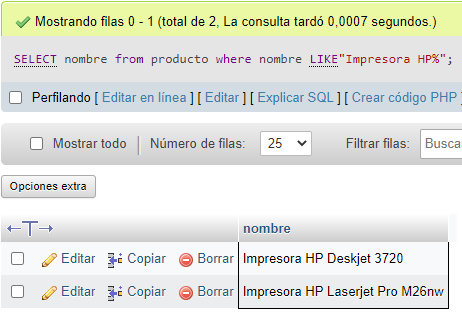 Mostrando filas 0 - 1 (total de 2, La consulta tardó 0,0007 segundos.)
SELECT nombre from producto where nombre LIKE"Impresora HP%";
Perfilando [ Editar en línea ] [ Editar ] [ Explicar SQL ] [ Crear código PHP ]
Mostrar todo Número de filas: 25 Filtrar filas: Busca
Opciones extra
←T→ nombre
Editar Copiar Borrar Impresora HP Deskjet 3720
Editar Copiar Borrar Impresora HP Laserjet Pro M26nw